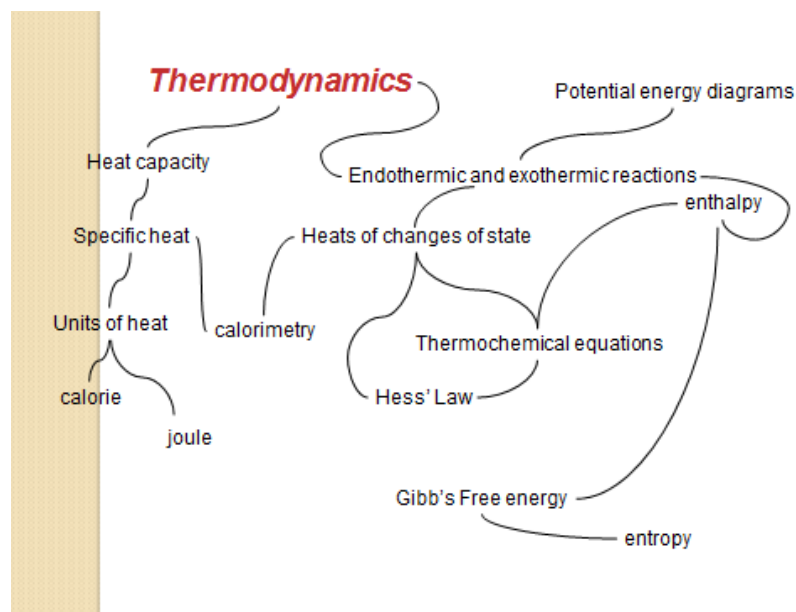 Thermodynamics
Potential energy diagrams
Heat capacity
Endothermic and exothermic reactions
enthalpy
Specific heat
Heats of changes of state
Units of heat
calorimetry
Thermochemical equations
calorie
Hess’ Law
joule
Gibb’s Free energy
entropy